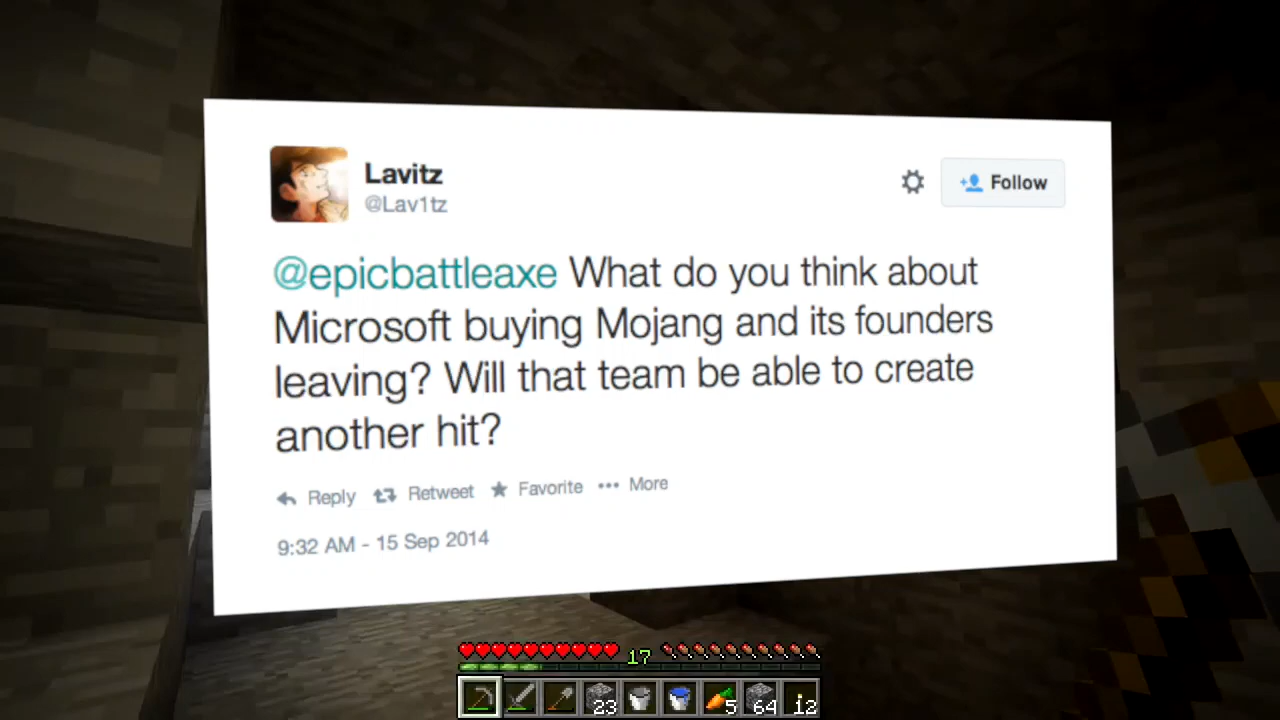 Lavitz
@Lav1tz
Follow
@epicbattleaxe What do you think about
Microsoft buying Mojang and its founders
leaving? Will that team be able to create
another hit?
Reply Retweet Favorite More
9:32 AM - 15 Sep 2014
17
23 5 64 12